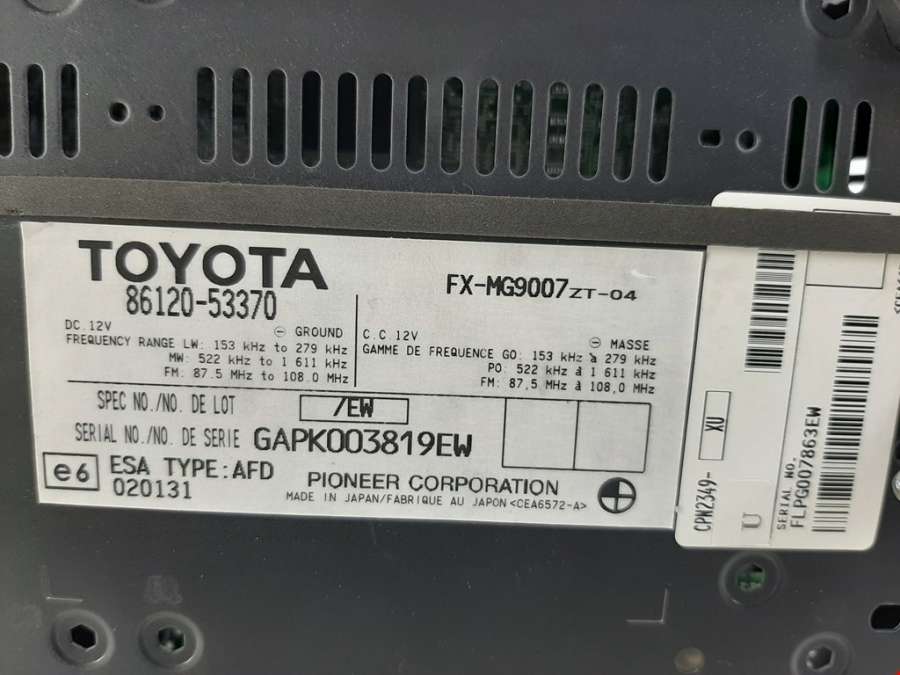 TOYOTA
86120-53370
FX-MG9007ZT-04
DC.12V
⊖ GROUND
FREQUENCY RANGE LW: 153 kHz to 279 kHz
MW: 522 kHz to 1 611 kHz
FM: 87.5 MHz to 108.0 MHz
C.C.12V
⊖ MASSE
GAMME DE FREQUENCE GO: 153 kHz à 279 kHz
PO: 522 kHz à 1 611 kHz
FM: 87,5 MHz à 108,0 MHz
SPEC NO./NO. DE LOT /EW
SERIAL NO./NO. DE SERIE GAPK003819EW
e6 ESA TYPE:AFD
020131
PIONEER CORPORATION
MADE IN JAPAN/FABRIQUE AU JAPON <CEA6572-A>
CPW2349-
XU
U
SERIAL NO.
FLPG007863EW